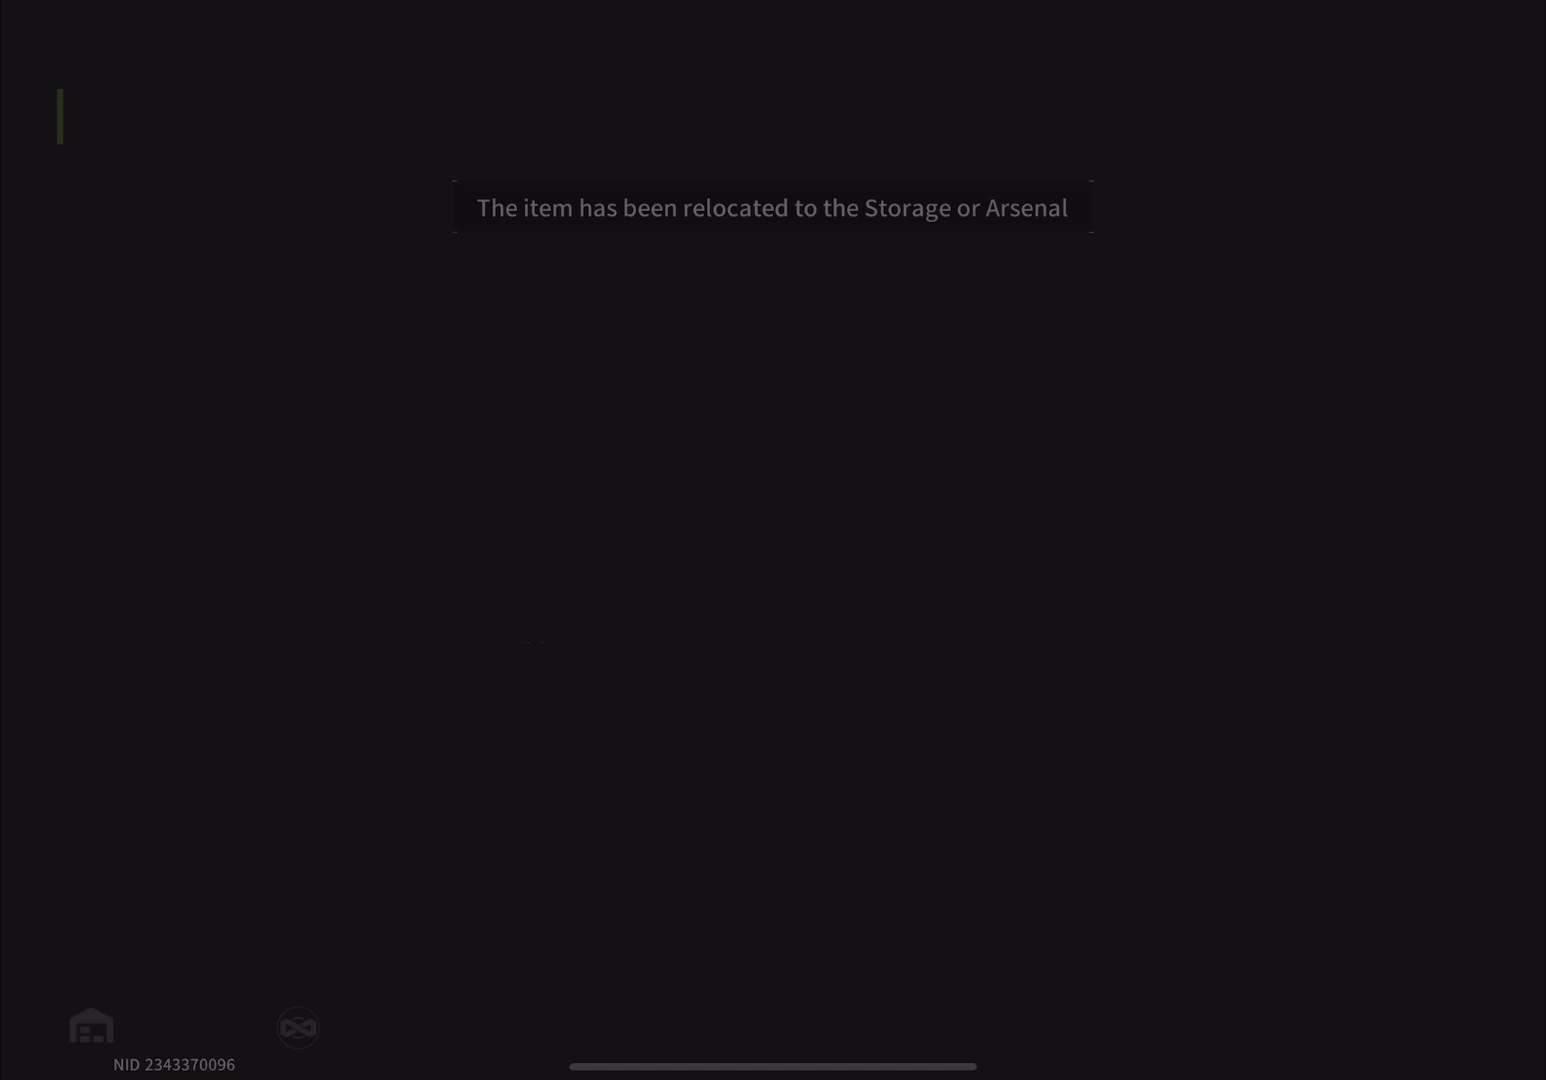 The item has been relocated to the Storage or Arsenal
NID 2343370096